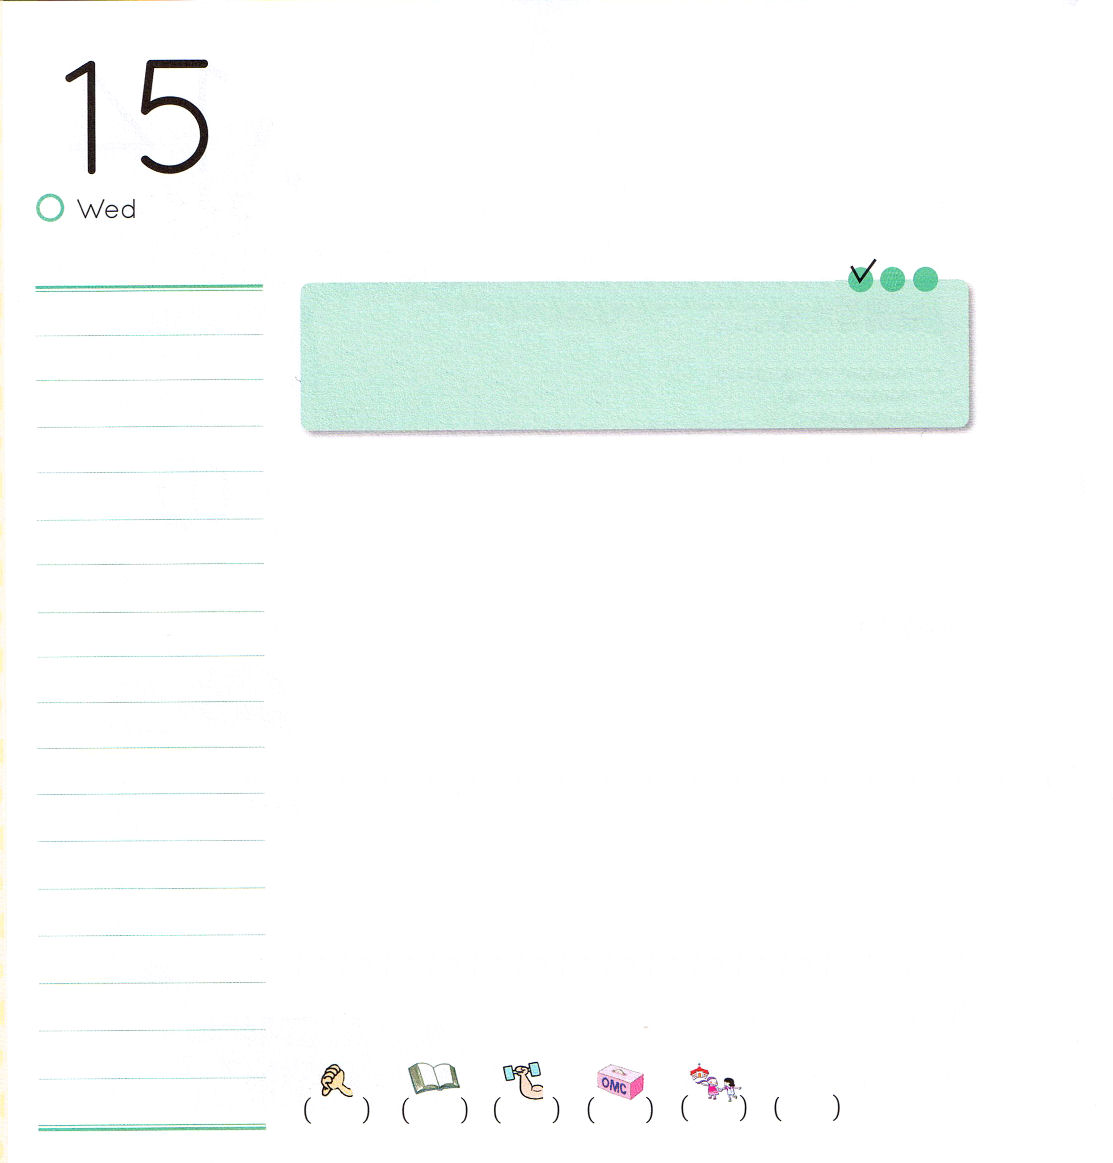 15
Wed
OMC
( ) ( ) ( ) ( ) ( ) ( )